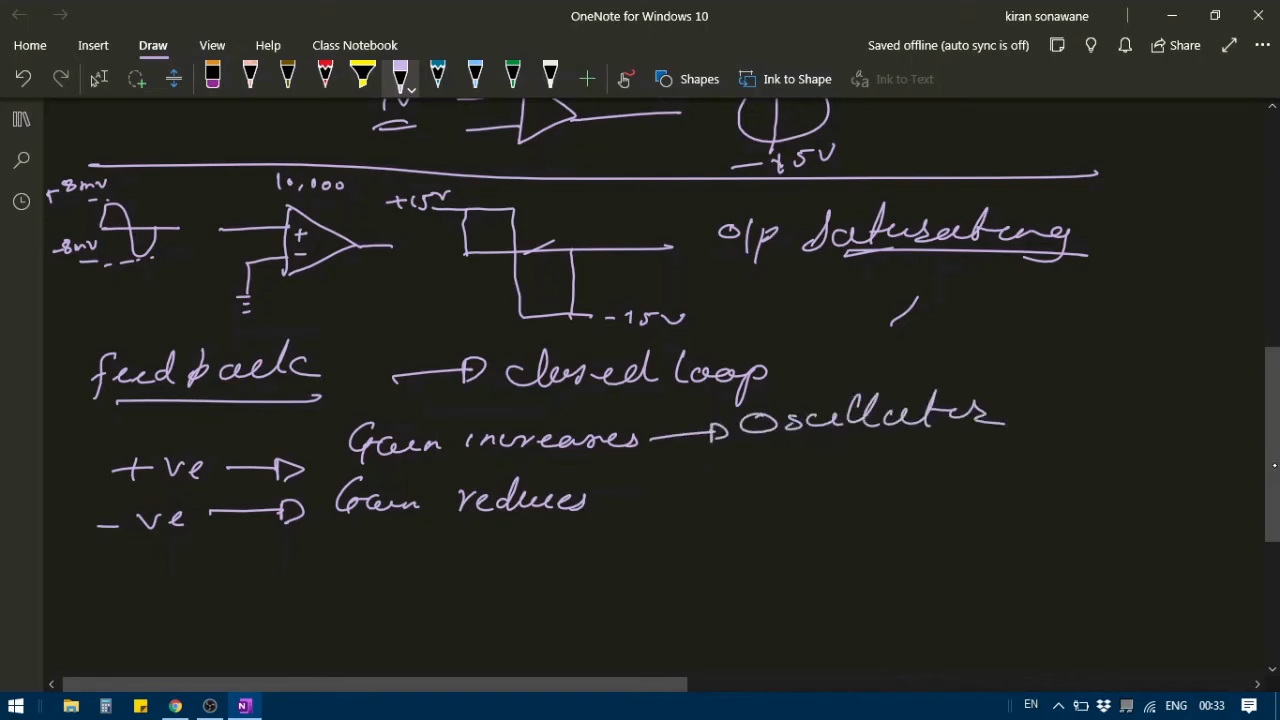 OneNote for Windows 10
kiran sonawane
Home Insert Draw View Help Class Notebook
Saved offline (auto sync is off)
Share
Shapes
Ink to Shape
Ink to Text
1V
+8mv
-8mv
10,000
+
-
+15V
-15V
o/p saturating
feedback → closed loop
+ve → Gain increases → Oscillator
-ve → Gain reduces
EN
ENG 00:33